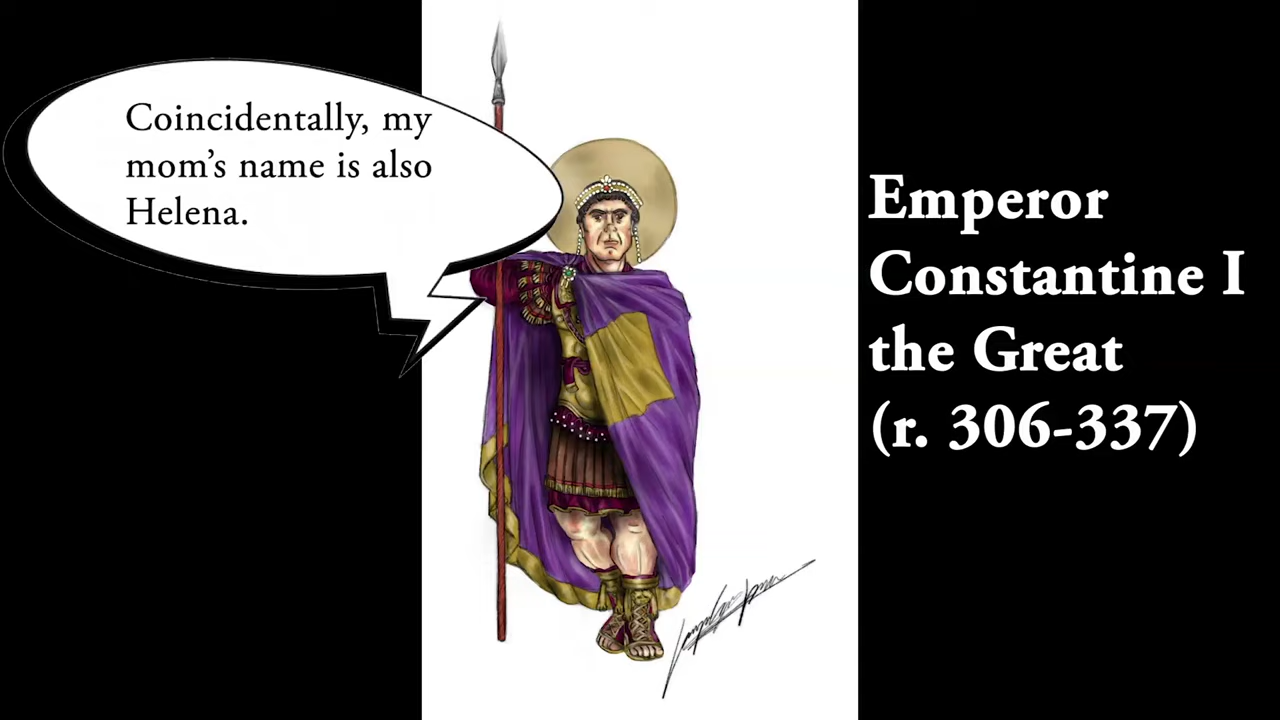 Coincidentally, my
mom's name is also
Helena.
Emperor
Constantine I
the Great
(r. 306-337)